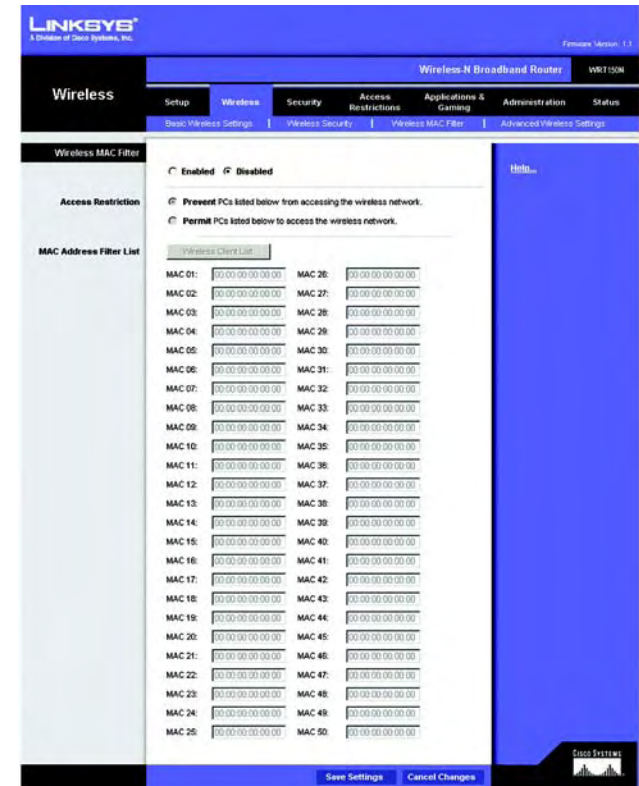 LINKSYS®
A Division of Cisco Systems, Inc.
Firmware Version: 1.1
Wireless-N Broadband Router WRT150N
Wireless
Setup Wireless Security Access Restrictions Applications & Gaming Administration Status
Basic Wireless Settings | Wireless Security | Wireless MAC Filter | Advanced Wireless Settings
Wireless MAC Filter
Enabled Disabled
Help...
Access Restriction
Prevent PCs listed below from accessing the wireless network.
Permit PCs listed below to access the wireless network.
MAC Address Filter List
Wireless Client List
MAC 01: 00:00:00:00:00:00 MAC 26: 00:00:00:00:00:00
MAC 02: 00:00:00:00:00:00 MAC 27: 00:00:00:00:00:00
MAC 03: 00:00:00:00:00:00 MAC 28: 00:00:00:00:00:00
MAC 04: 00:00:00:00:00:00 MAC 29: 00:00:00:00:00:00
MAC 05: 00:00:00:00:00:00 MAC 30: 00:00:00:00:00:00
MAC 06: 00:00:00:00:00:00 MAC 31: 00:00:00:00:00:00
MAC 07: 00:00:00:00:00:00 MAC 32: 00:00:00:00:00:00
MAC 08: 00:00:00:00:00:00 MAC 33: 00:00:00:00:00:00
MAC 09: 00:00:00:00:00:00 MAC 34: 00:00:00:00:00:00
MAC 10: 00:00:00:00:00:00 MAC 35: 00:00:00:00:00:00
MAC 11: 00:00:00:00:00:00 MAC 36: 00:00:00:00:00:00
MAC 12: 00:00:00:00:00:00 MAC 37: 00:00:00:00:00:00
MAC 13: 00:00:00:00:00:00 MAC 38: 00:00:00:00:00:00
MAC 14: 00:00:00:00:00:00 MAC 39: 00:00:00:00:00:00
MAC 15: 00:00:00:00:00:00 MAC 40: 00:00:00:00:00:00
MAC 16: 00:00:00:00:00:00 MAC 41: 00:00:00:00:00:00
MAC 17: 00:00:00:00:00:00 MAC 42: 00:00:00:00:00:00
MAC 18: 00:00:00:00:00:00 MAC 43: 00:00:00:00:00:00
MAC 19: 00:00:00:00:00:00 MAC 44: 00:00:00:00:00:00
MAC 20: 00:00:00:00:00:00 MAC 45: 00:00:00:00:00:00
MAC 21: 00:00:00:00:00:00 MAC 46: 00:00:00:00:00:00
MAC 22: 00:00:00:00:00:00 MAC 47: 00:00:00:00:00:00
MAC 23: 00:00:00:00:00:00 MAC 48: 00:00:00:00:00:00
MAC 24: 00:00:00:00:00:00 MAC 49: 00:00:00:00:00:00
MAC 25: 00:00:00:00:00:00 MAC 50: 00:00:00:00:00:00
Save Settings Cancel Changes
CISCO SYSTEMS